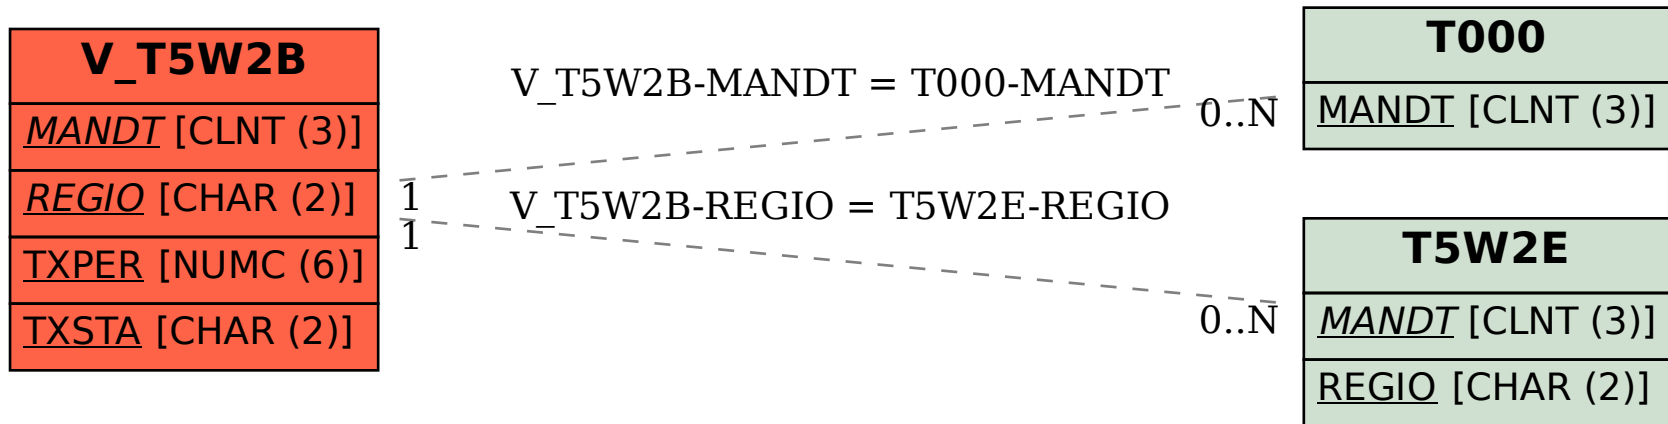 V_T5W2B
MANDT [CLNT (3)]
REGIO [CHAR (2)]
TXPER [NUMC (6)]
TXSTA [CHAR (2)]
V_T5W2B-MANDT = T000-MANDT
0..N
1
V_T5W2B-REGIO = T5W2E-REGIO
1
0..N
T000
MANDT [CLNT (3)]
T5W2E
MANDT [CLNT (3)]
REGIO [CHAR (2)]